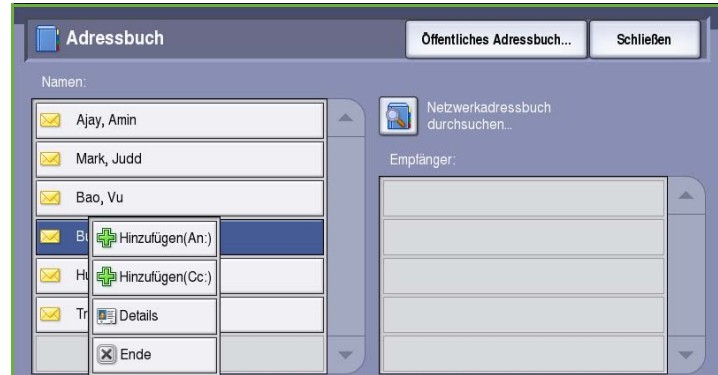 Adressbuch
Öffentliches Adressbuch...
Schließen
Namen:
Ajay, Amin
Mark, Judd
Bao, Vu
Hinzufügen(An:)
Hinzufügen(Cc:)
Details
Ende
Netzwerkadressbuch
durchsuchen...
Empfänger: